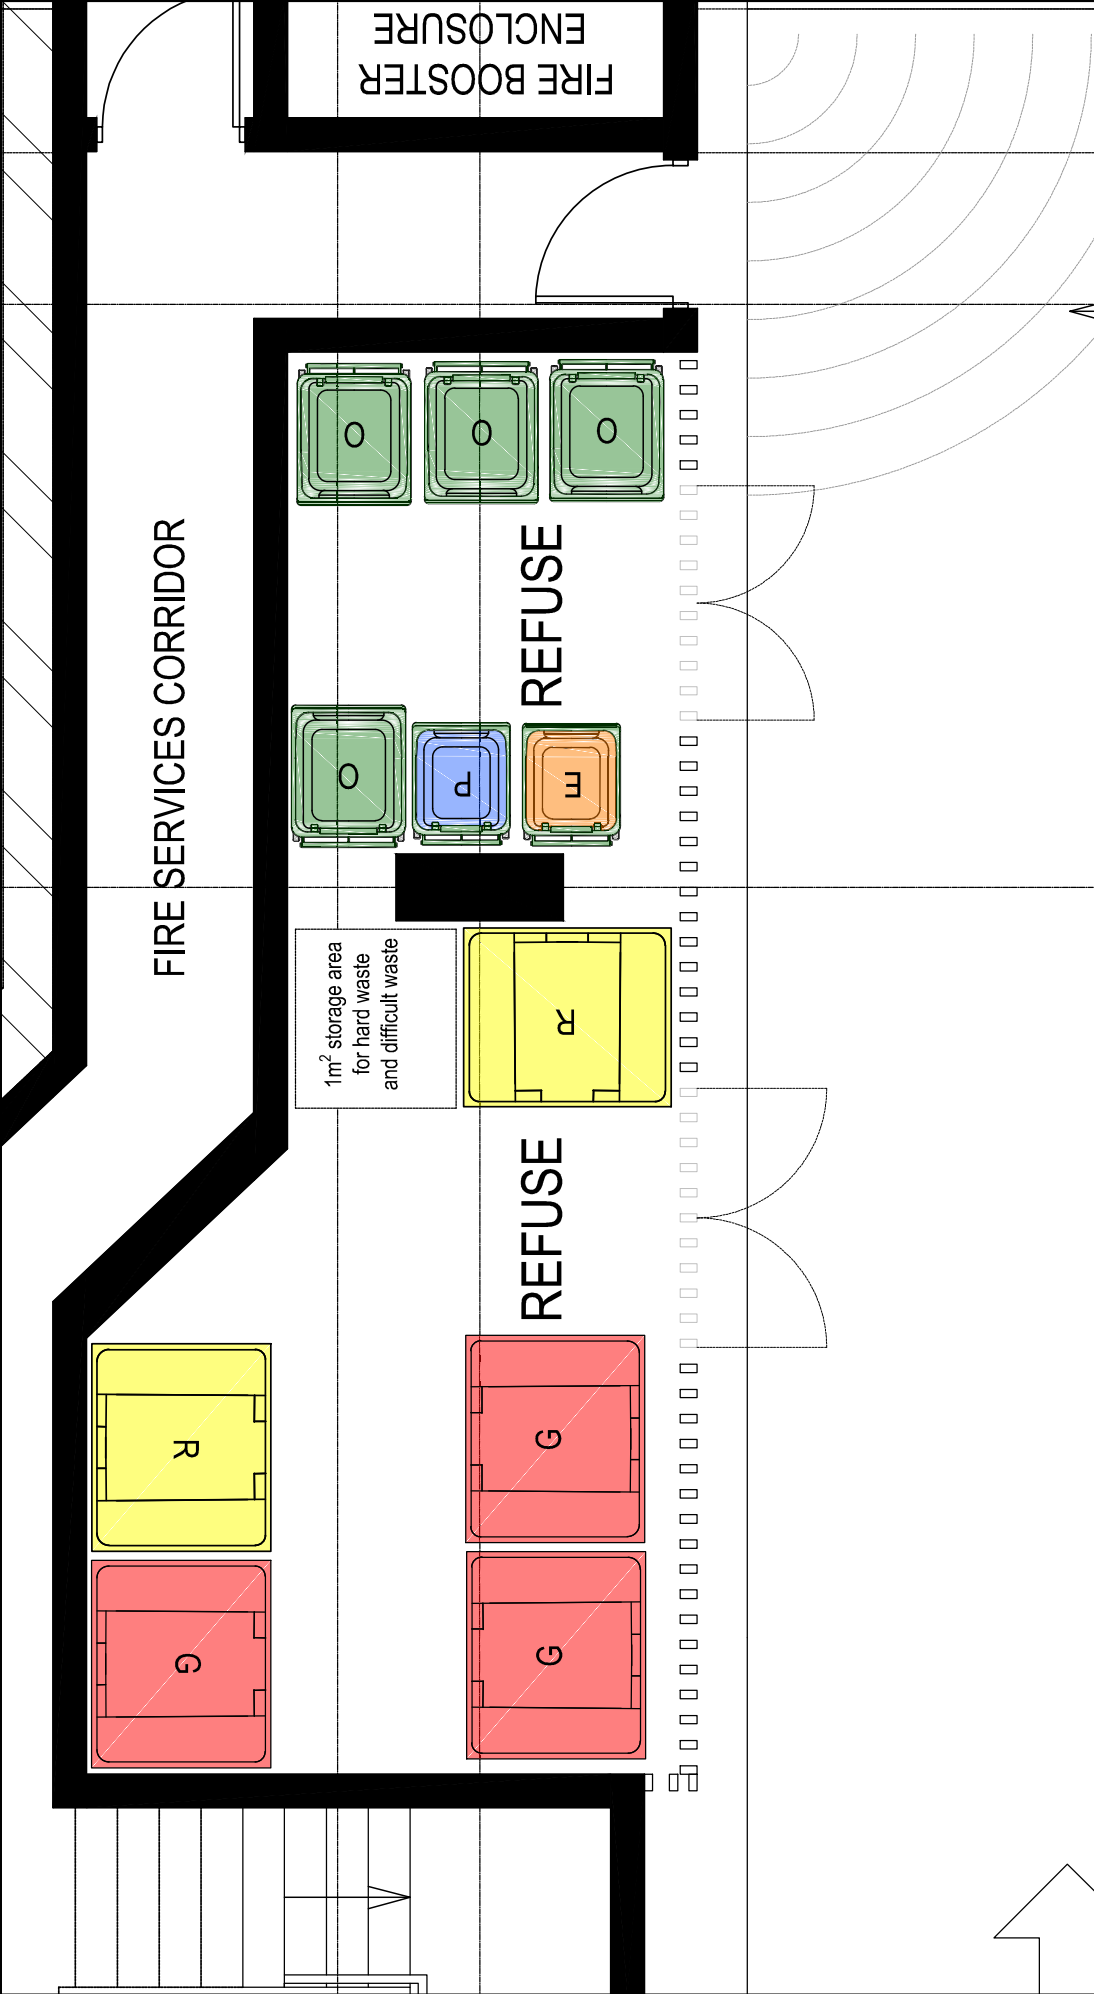 FIRE BOOSTER
ENCLOSURE
FIRE SERVICES CORRIDOR
O
O
O
REFUSE
O
P
E
1m² storage area
for hard waste
and difficult waste
R
REFUSE
R
G
G
G